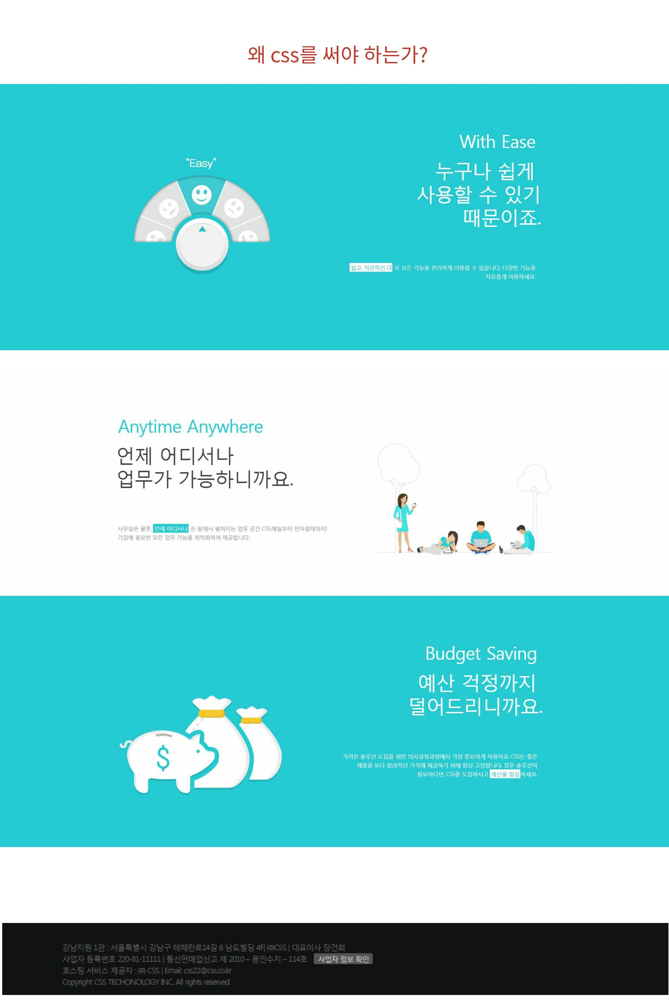 왜 css를 써야 하는가?
With Ease
“Easy”
누구나 쉽게
사용할 수 있기
때문이죠.
쉽고, 직관적인 UI 로 모든 기능을 편리하게 이용할 수 있습니다. 다양한 기능을
자유롭게 이용하세요.
Anytime Anywhere
언제 어디서나
업무가 가능하니까요.
사무실은 물론, 언제 어디서나 손 끝에서 펼쳐지는 업무 공간 CSS.메일부터 전자결재까지!
기업에 필요한 모든 업무 기능을 최적화하여 제공합니다.
Budget Saving
예산 걱정까지
덜어드리니까요.
$
가격은 솔루션 도입을 위한 의사결정과정에서 가장 중요하게 작용하죠. CSS는 좋은
제품을 보다 합리적인 가격에 제공하기 위해 항상 고민합니다. 업무 솔루션이
필요하다면, CSS를 도입하시고 예산을 절감하세요.
강남지원 1관 : 서울특별시 강남구 테헤란로14길 6 남도빌딩 4F| ㈜CSS | 대표이사 장건희
사업자 등록번호 220-81-11111 | 통신판매업신고 제 2010 – 용인수지 – 114호 사업자 정보 확인
호스팅 서비스 제공자 : ㈜ CSS | Email: css22@css.co.kr
Copyright CSS TECHONOLOGY INC. All rights reserved.